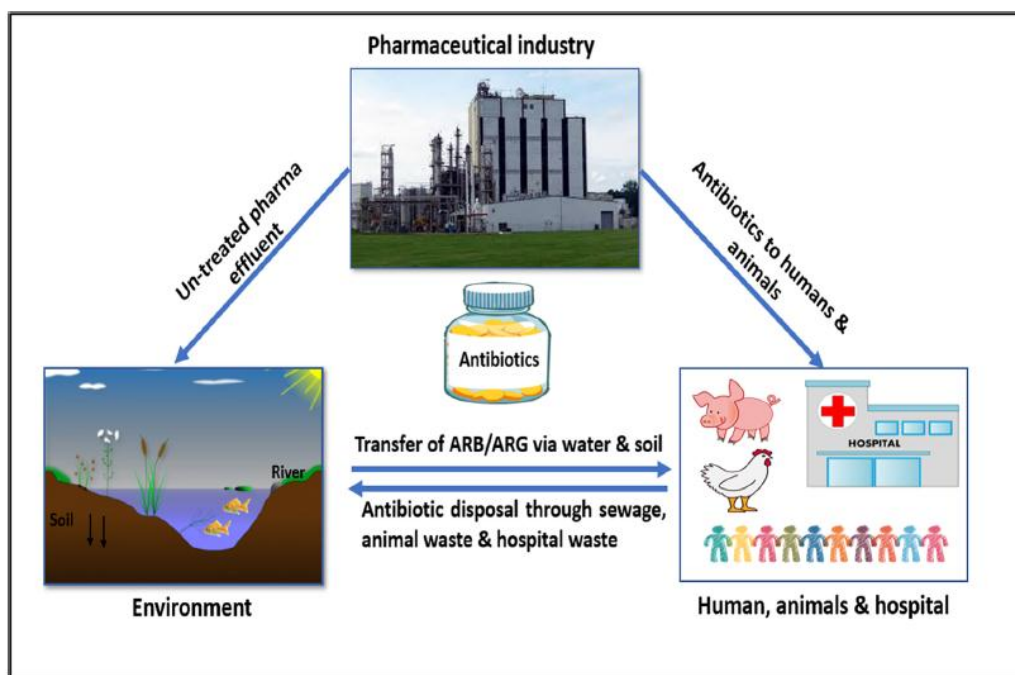 Pharmaceutical industry
Un-treated pharma
effluent
Antibiotics to humans &
animals
Antibiotics
HOSPITAL
Transfer of ARB/ARG via water & soil
River
Soil
Antibiotic disposal through sewage,
animal waste & hospital waste
Environment
Human, animals & hospital